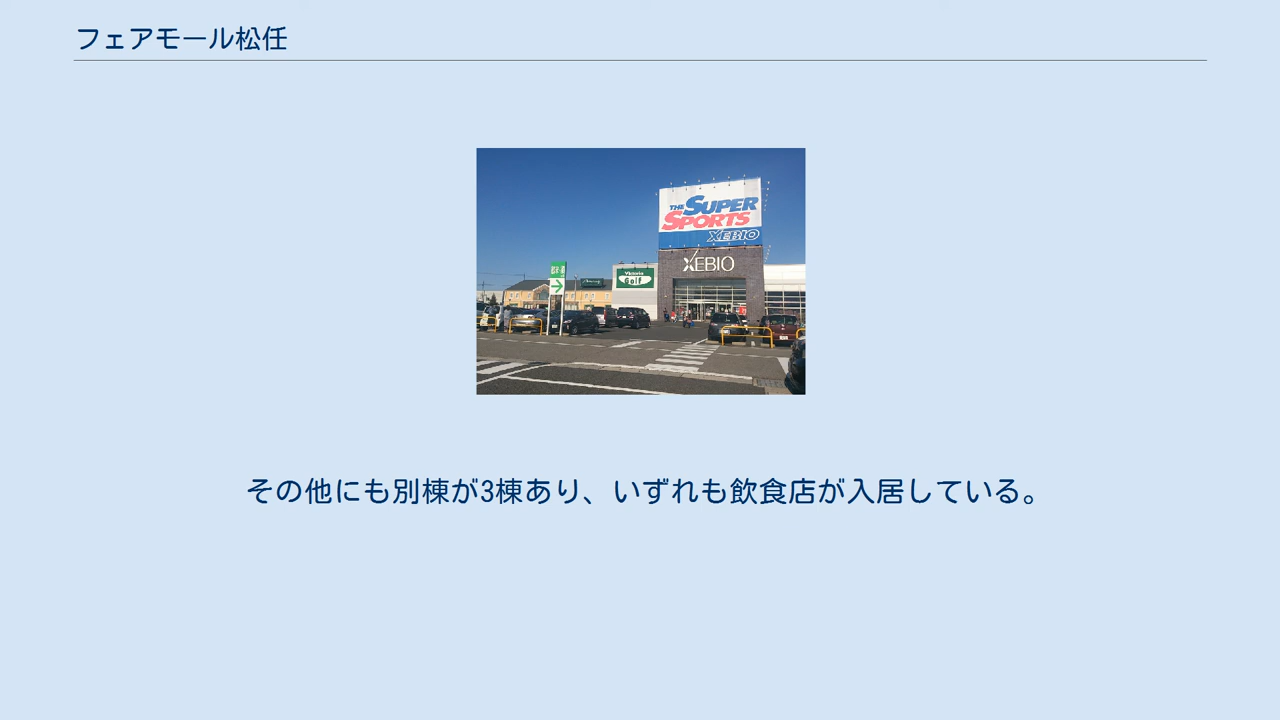 フェアモール松任
THE SUPER
SPORTS
XEBIO
XEBIO
Victoria
Golf
その他にも別棟が3棟あり、いずれも飲食店が入居している。